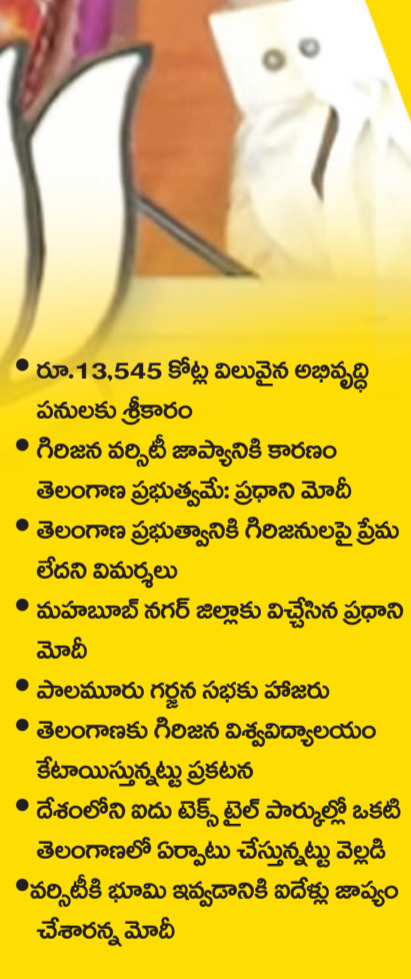 • రూ.13,545 కోట్ల విలువైన అభివృద్ధి
పనులకు శ్రీకారం
• గిరిజన వర్సిటీ జాప్యానికి కారణం
తెలంగాణ ప్రభుత్వమే: ప్రధాని మోదీ
• తెలంగాణ ప్రభుత్వానికి గిరిజనులపై ప్రేమ
లేదని విమర్శలు
• మహబూబ్ నగర్ జిల్లాకు విచ్చేసిన ప్రధాని
మోదీ
• పాలమూరు గర్జన సభకు హాజరు
• తెలంగాణకు గిరిజన విశ్వవిద్యాలయం
కేటాయిస్తున్నట్టు ప్రకటన
• దేశంలోని ఐదు టెక్స్ టైల్ పార్కుల్లో ఒకటి
తెలంగాణలో ఏర్పాటు చేస్తున్నట్టు వెల్లడి
•వర్సిటీకి భూమి ఇవ్వడానికి ఐదేళ్లు జాప్యం
చేశారన్న మోదీ